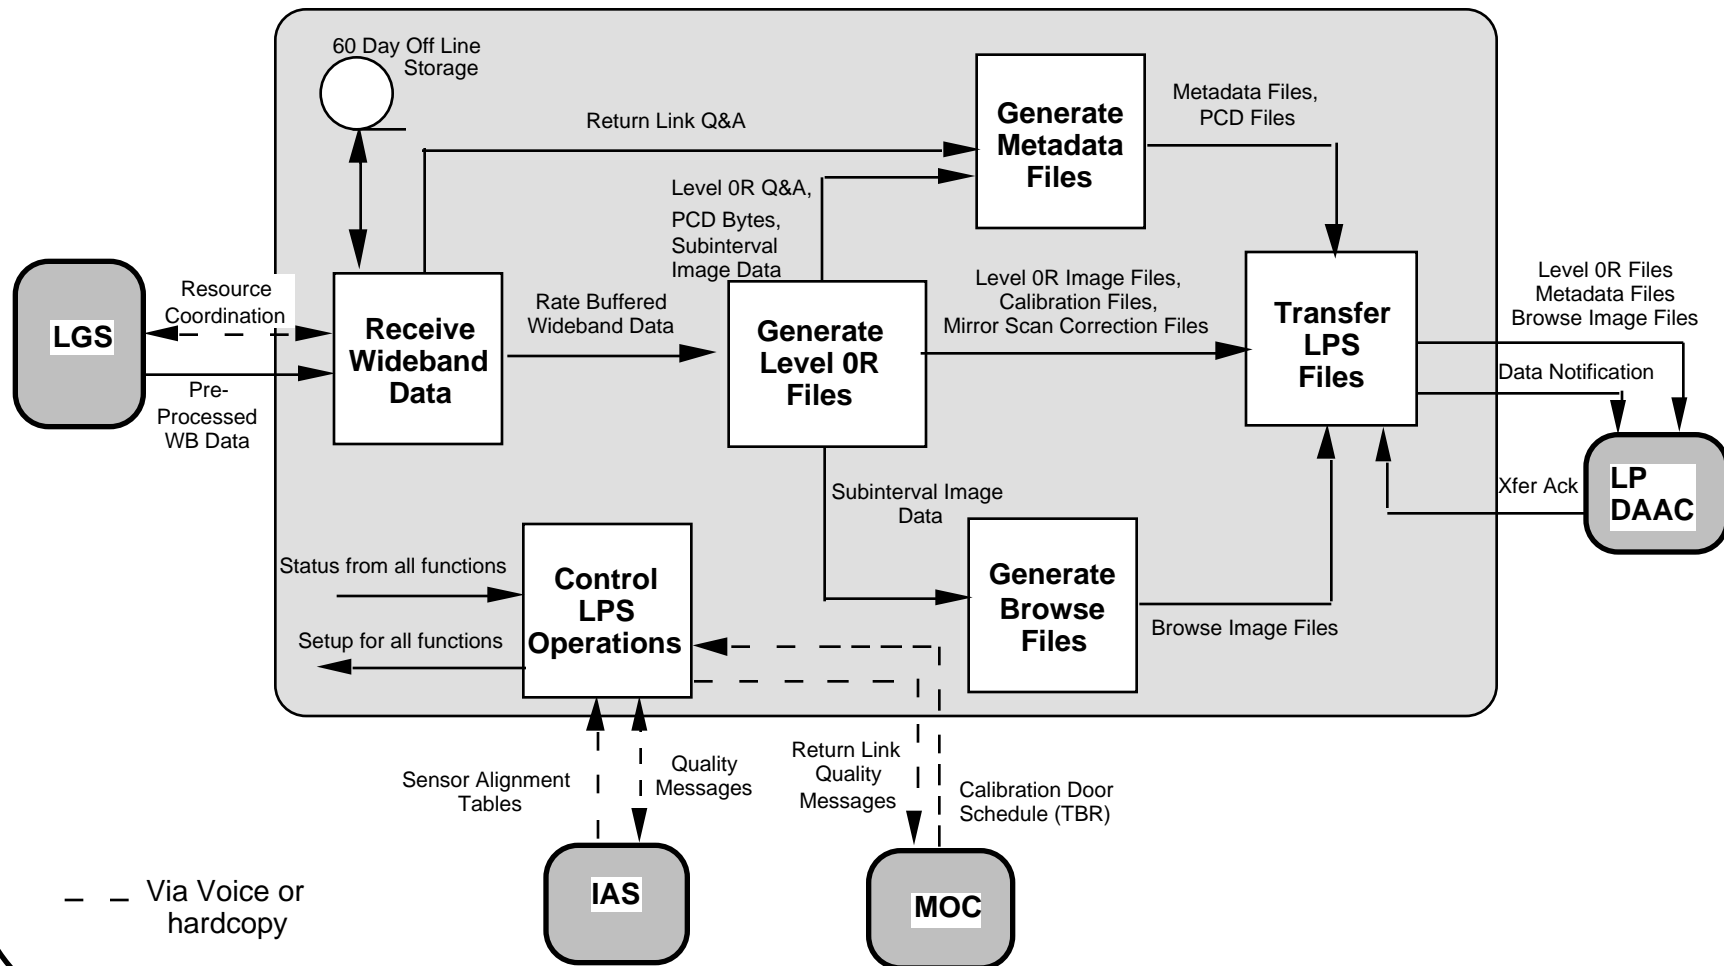 60 Day Off Line
Storage
Return Link Q&A
Generate
Metadata
Files
Metadata Files,
PCD Files
Level 0R Q&A,
PCD Bytes,
Subinterval
Image Data
LGS
Resource
Coordination
Pre-
Processed
WB Data
Receive
Wideband
Data
Rate Buffered
Wideband Data
Generate
Level 0R
Files
Level 0R Image Files,
Calibration Files,
Mirror Scan Correction Files
Transfer
LPS
Files
Level 0R Files
Metadata Files
Browse Image Files
Data Notification
Xfer Ack
LP
DAAC
Subinterval Image
Data
Status from all functions
Setup for all functions
Control
LPS
Operations
Generate
Browse
Files
Browse Image Files
Sensor Alignment
Tables
Quality
Messages
Return Link
Quality
Messages
Calibration Door
Schedule (TBR)
IAS
MOC
Via Voice or
hardcopy